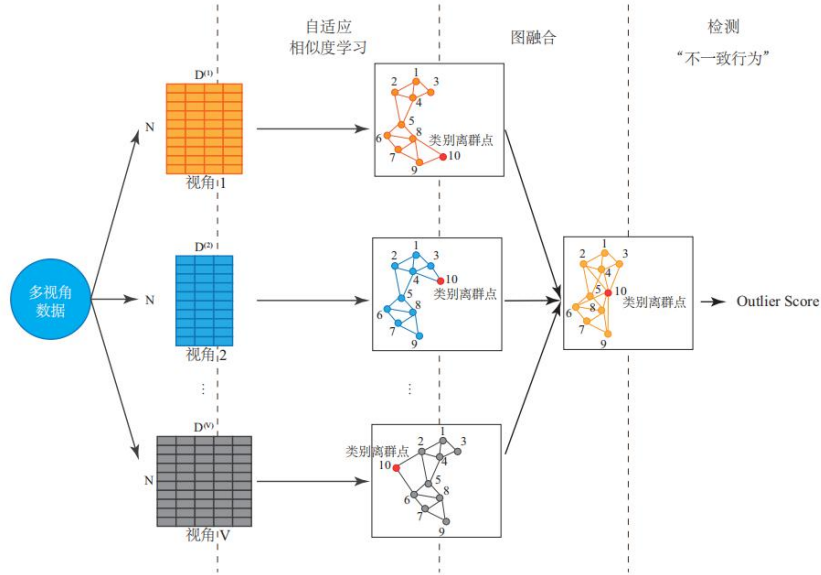 自适应
相似度学习
图融合
检测
“不一致行为”
多视角
数据
D(1)
N
视角 1
1
2
3
4
5
6
7
8
9
10
类别离群点
D(2)
N
视角 2
1
2
3
4
5
6
7
8
9
10
类别离群点
⋮
⋮
D(V)
N
视角 V
1
2
3
4
5
6
7
8
9
10
类别离群点
1
2
3
4
5
6
7
8
9
10
类别离群点
Outlier Score